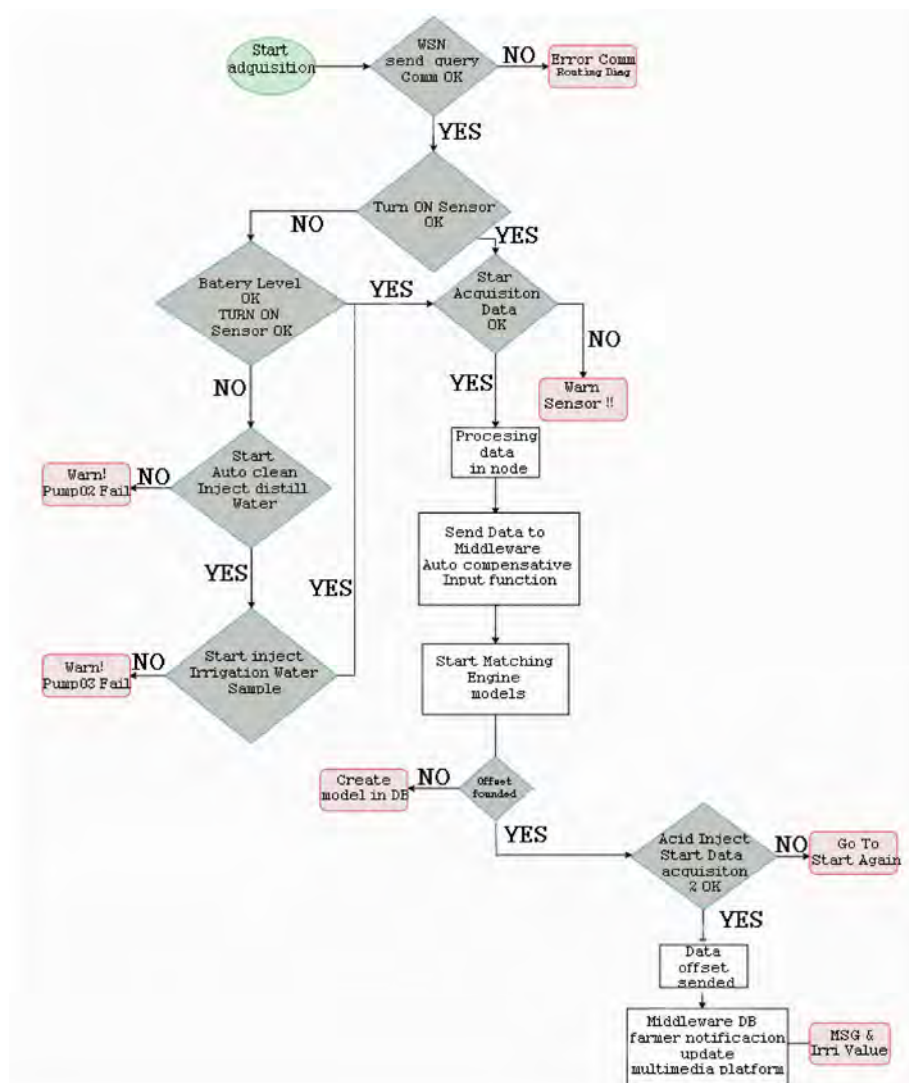 Start
adquisition
WSN
send query
Comm OK
NO
Error Comm
Routing Diag
YES
Turn ON Sensor
OK
NO
YES
Batery Level
OK
TURN ON
Sensor OK
YES
Star
Acquisiton
Data
OK
NO
NO
YES
Warn
Sensor !!
Procesing
data
in node
Start
Auto clean
Inject distill
Water
NO
Warn!
Pump02 Fail
Send Data to
Middleware
Auto compensative
Input function
YES
YES
Start inject
Irrigation Water
Sample
NO
Warn!
Pump03 Fail
Start Matching
Engine
models
Offset
founded
NO
Create
model in DB
YES
Acid Inject
Start Data
acquisiton
2 OK
NO
Go To
Start Again
YES
Data
offset
sended
Middleware DB
farmer notificacion
update
multimedia platform
MSG &
Irri Value